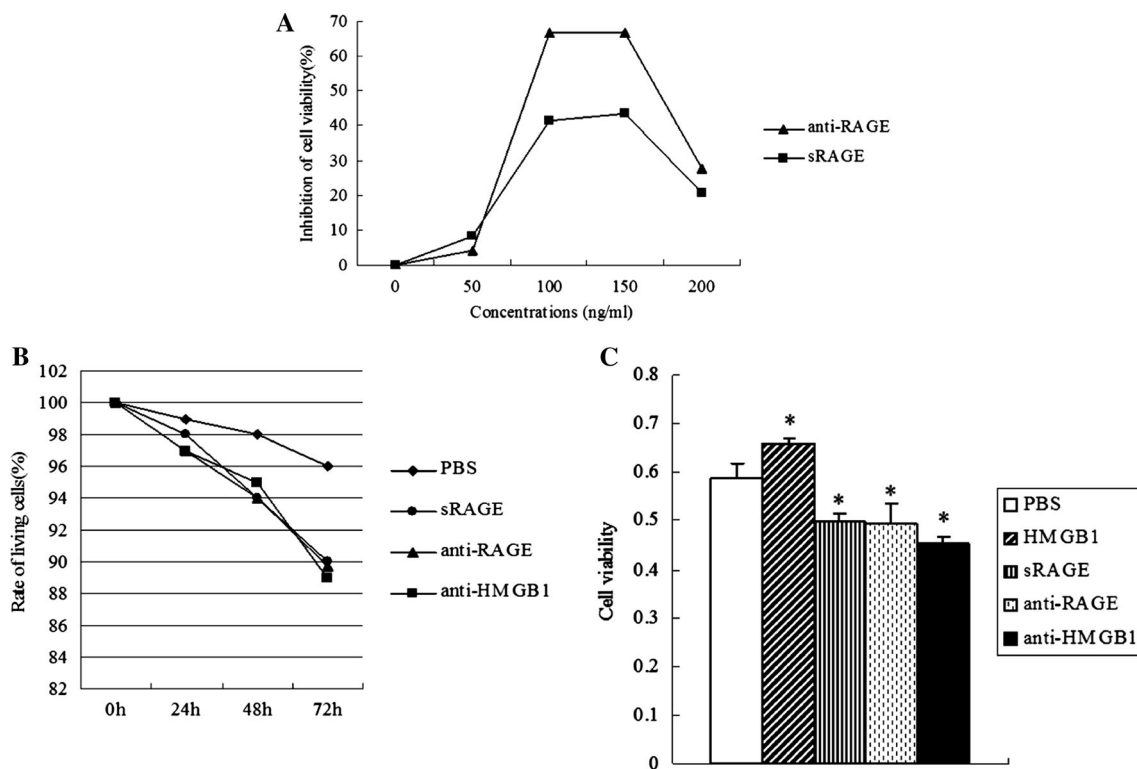 A
Inhibition of cell viability(%)
70
60
50
40
30
20
10
0
0 50 100 150 200
Concentrations (ng/ml)
anti-RAGE
sRAGE
B
Rate of living cells(%)
102
100
98
96
94
92
90
88
86
84
82
0h 24h 48h 72h
PBS
sRAGE
anti-RAGE
anti-HMGB1
C
Cell viability
0.8
0.7
0.6
0.5
0.4
0.3
0.2
0.1
0
* * * *
PBS
HMGB1
sRAGE
anti-RAGE
anti-HMGB1